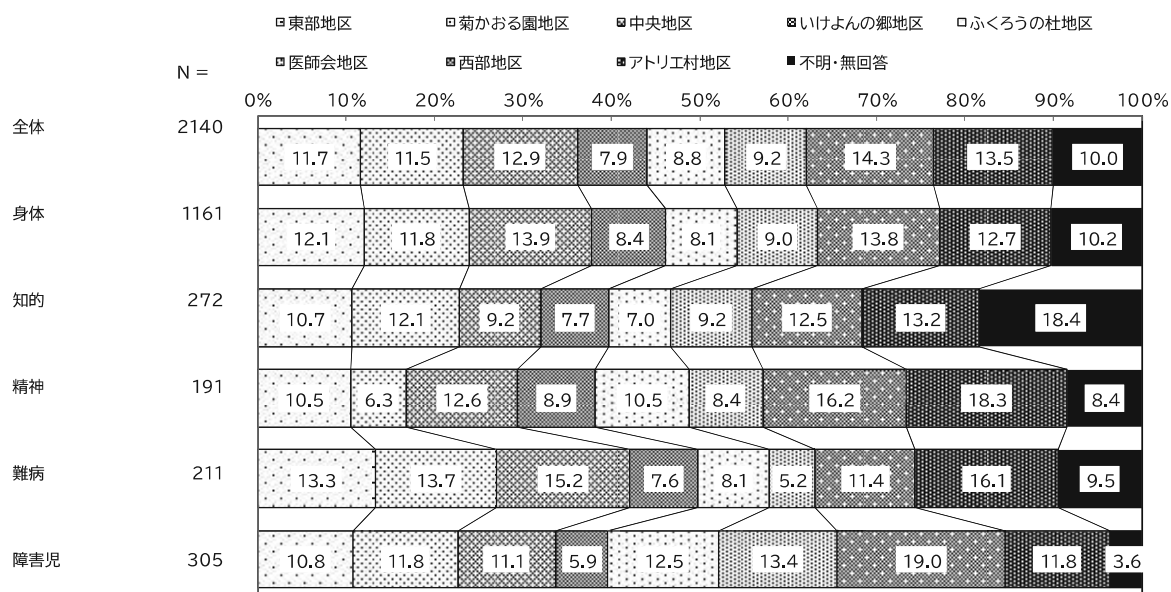 東部地区 菊かおる園地区 中央地区 いけよんの郷地区 ふくろうの杜地区
医師会地区 西部地区 アトリエ村地区 不明・無回答
N =
0% 10% 20% 30% 40% 50% 60% 70% 80% 90% 100%
全体 2140 11.7 11.5 12.9 7.9 8.8 9.2 14.3 13.5 10.0
身体 1161 12.1 11.8 13.9 8.4 8.1 9.0 13.8 12.7 10.2
知的 272 10.7 12.1 9.2 7.7 7.0 9.2 12.5 13.2 18.4
精神 191 10.5 6.3 12.6 8.9 10.5 8.4 16.2 18.3 8.4
難病 211 13.3 13.7 15.2 7.6 8.1 5.2 11.4 16.1 9.5
障害児 305 10.8 11.8 11.1 5.9 12.5 13.4 19.0 11.8 3.6